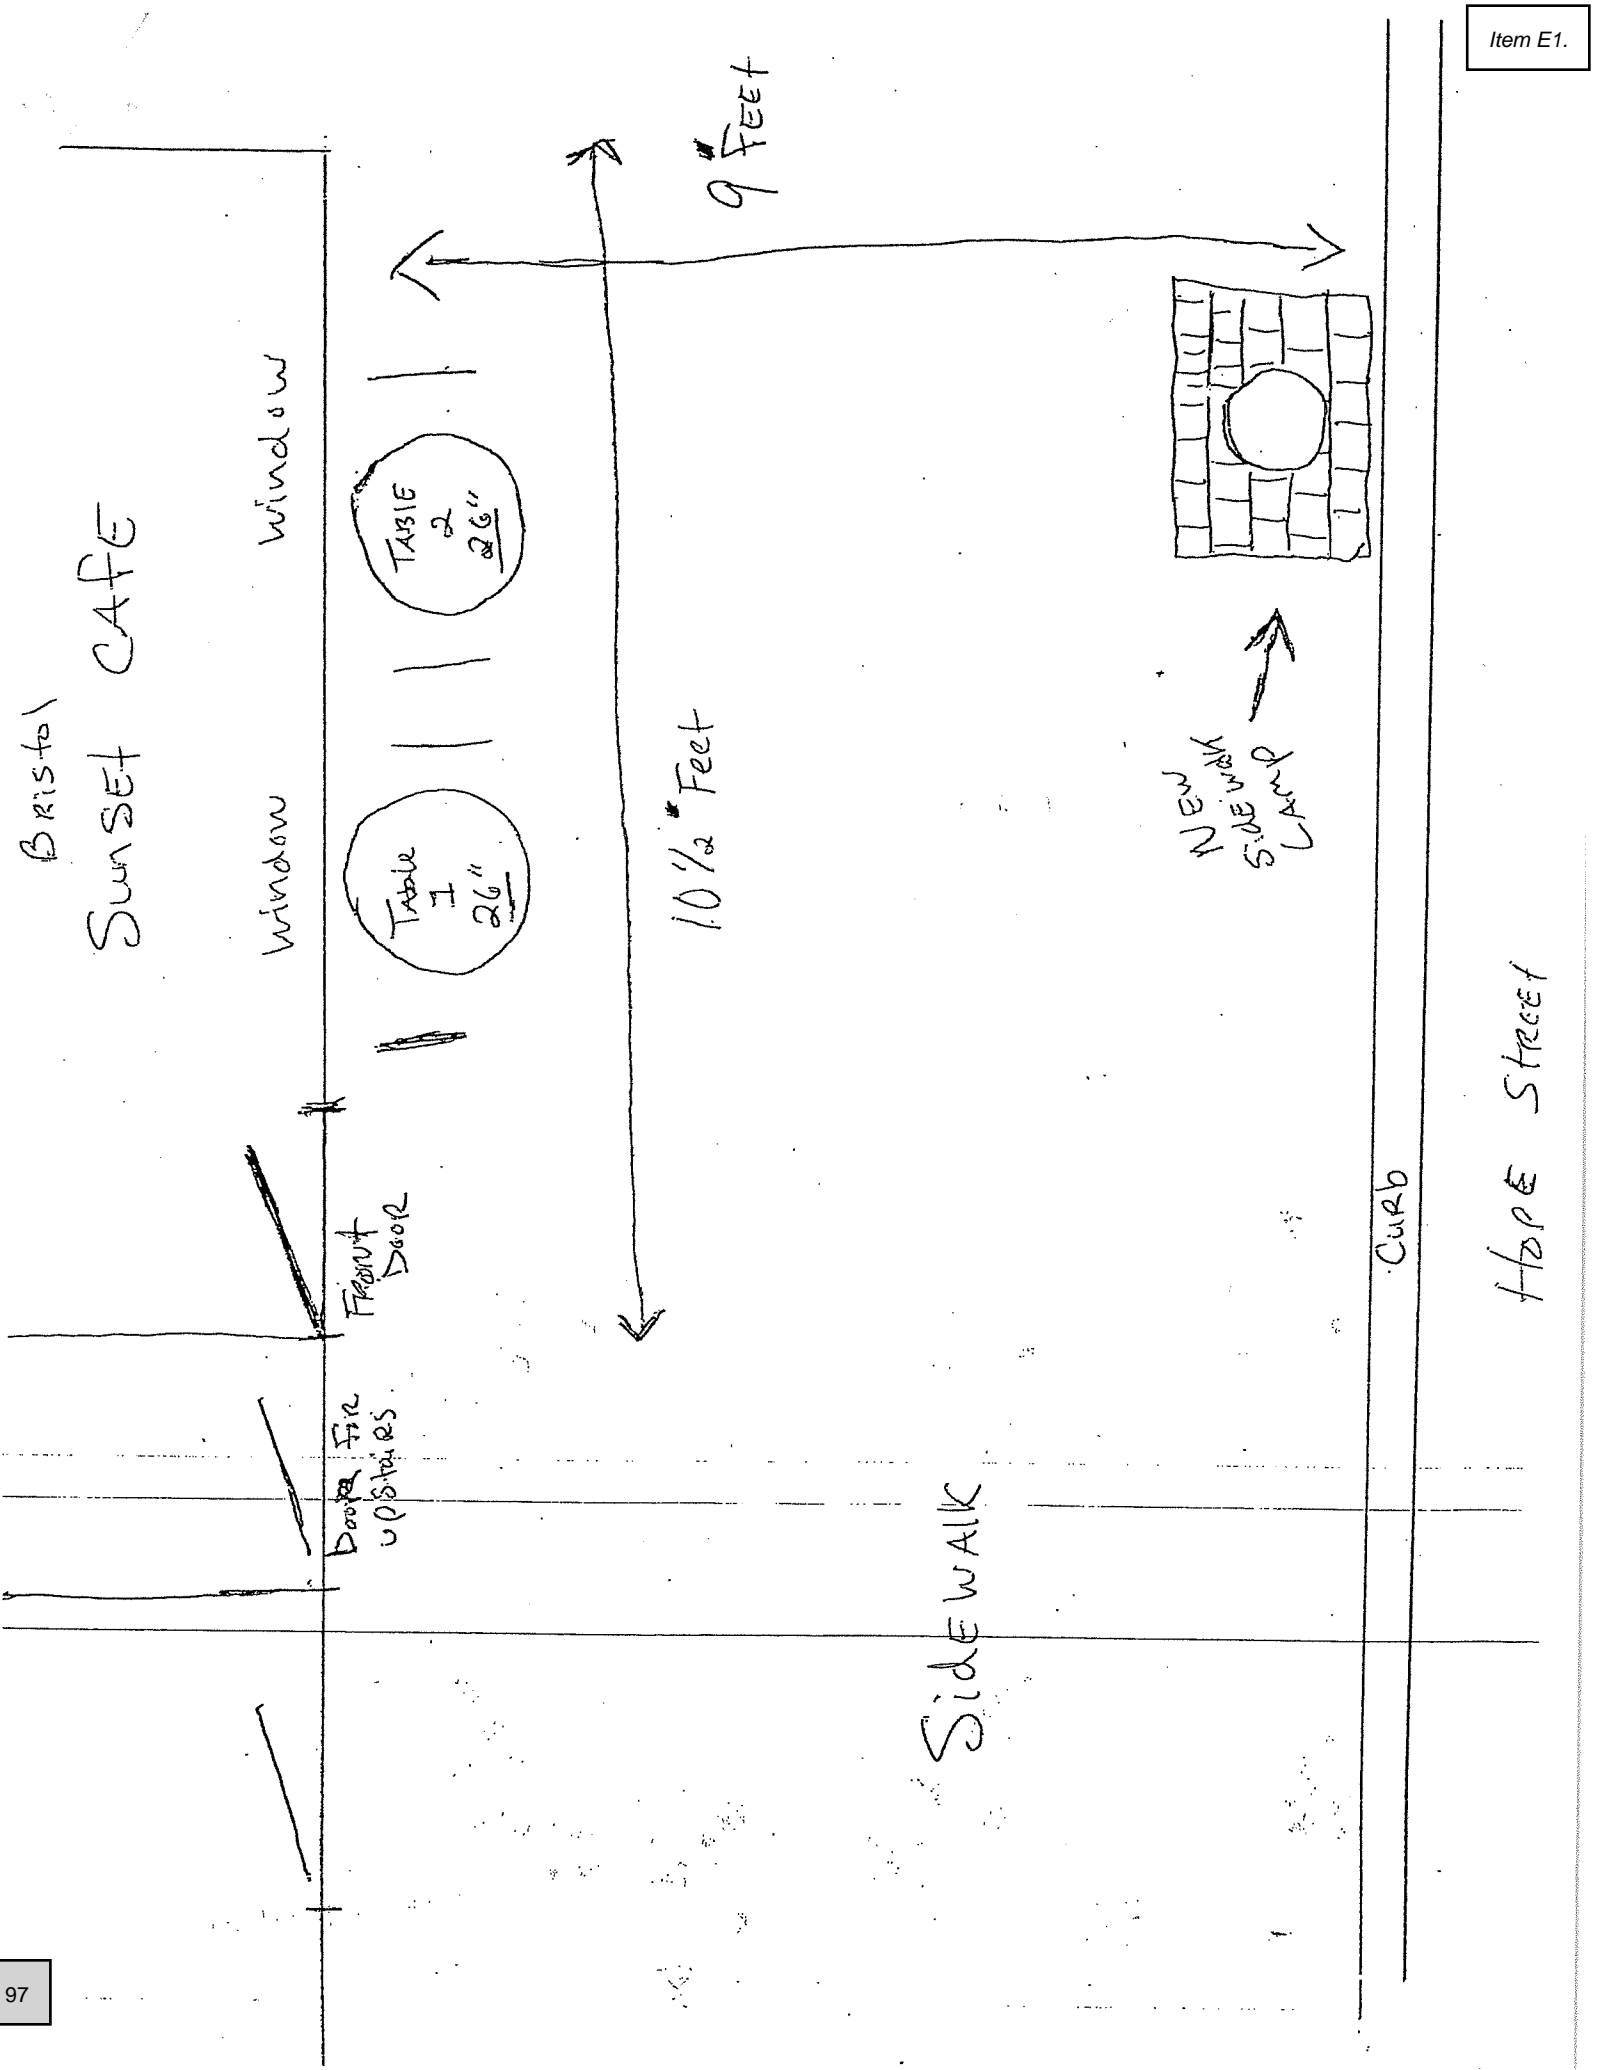 Item E1.
Bristol
SunSEt CAfE
Window
Window
Table
1
26"
TABlE
2
26"
9 FEEt
10 1/2 Feet
FRont
DooR
Door FoR
upStaiRS
NEW
SidEwalk
LAmp
SidEWAlK
CuRb
HopE StREEt
97